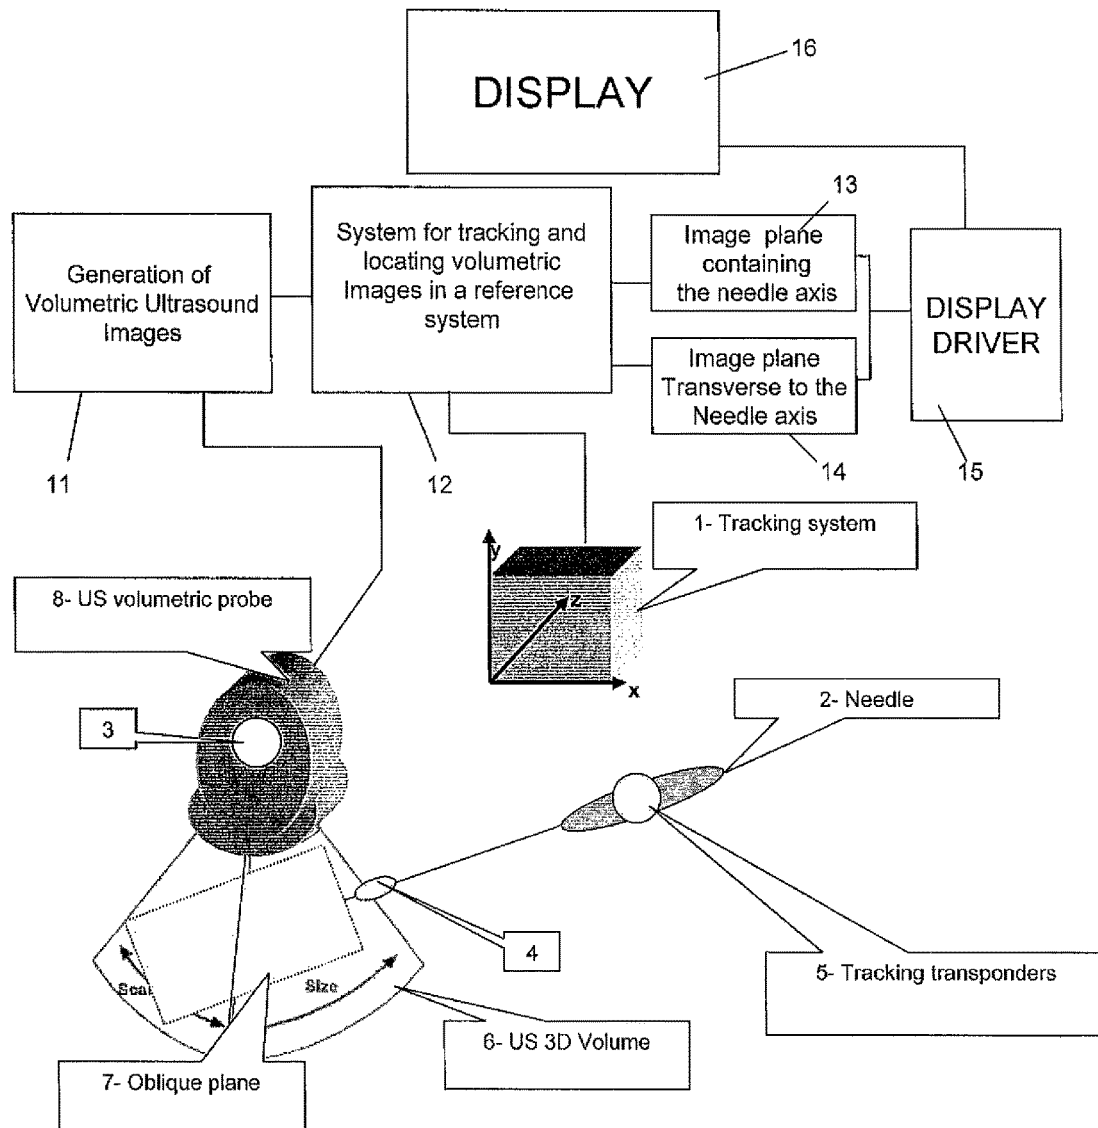 16
DISPLAY
13
Generation of
Volumetric Ultrasound
Images
System for tracking and
locating volumetric
Images in a reference
system
Image plane
containing
the needle axis
Image plane
Transverse to the
Needle axis
DISPLAY
DRIVER
11
12
14
15
1- Tracking system
y
z
x
8- US volumetric probe
3
2- Needle
4
5- Tracking transponders
Size
6- US 3D Volume
7- Oblique plane